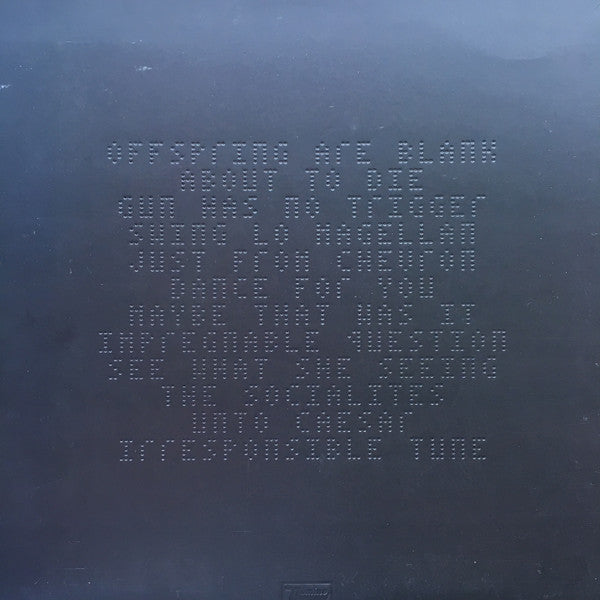 OFFSPrING ArE BLANK
ABOUT TO DIE
GUN HAS NO TrIGGEr
SWING LO MAGELLAN
JUST FrOM CHEVrON
DANCE FOr YOU
MAYBE THAT WAS IT
IMPrEGNABLE QUESTION
SEE WHAT SHE SEEING
THE SOCIALITES
UNTO CAESAr
IrrESPONSIBLE TUNE
Domino